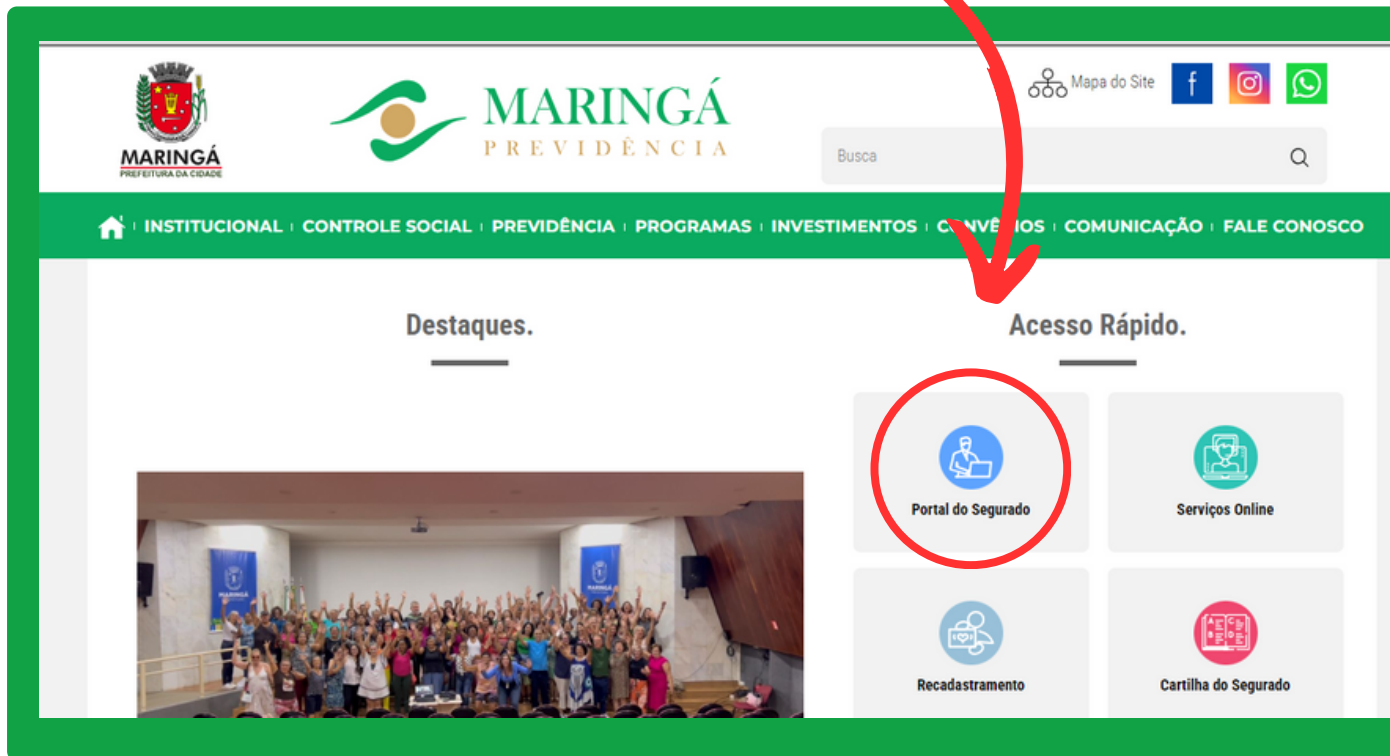 MARINGÁ
PREFEITURA DA CIDADE
MARINGÁ
PREVIDÊNCIA
Mapa do Site
Busca
INSTITUCIONAL CONTROLE SOCIAL PREVIDÊNCIA PROGRAMAS INVESTIMENTOS CONVÊNIOS COMUNICAÇÃO FALE CONOSCO
Destaques.
Acesso Rápido.
Portal do Segurado
Serviços Online
Recadastramento
Cartilha do Segurado
MARINGÁ